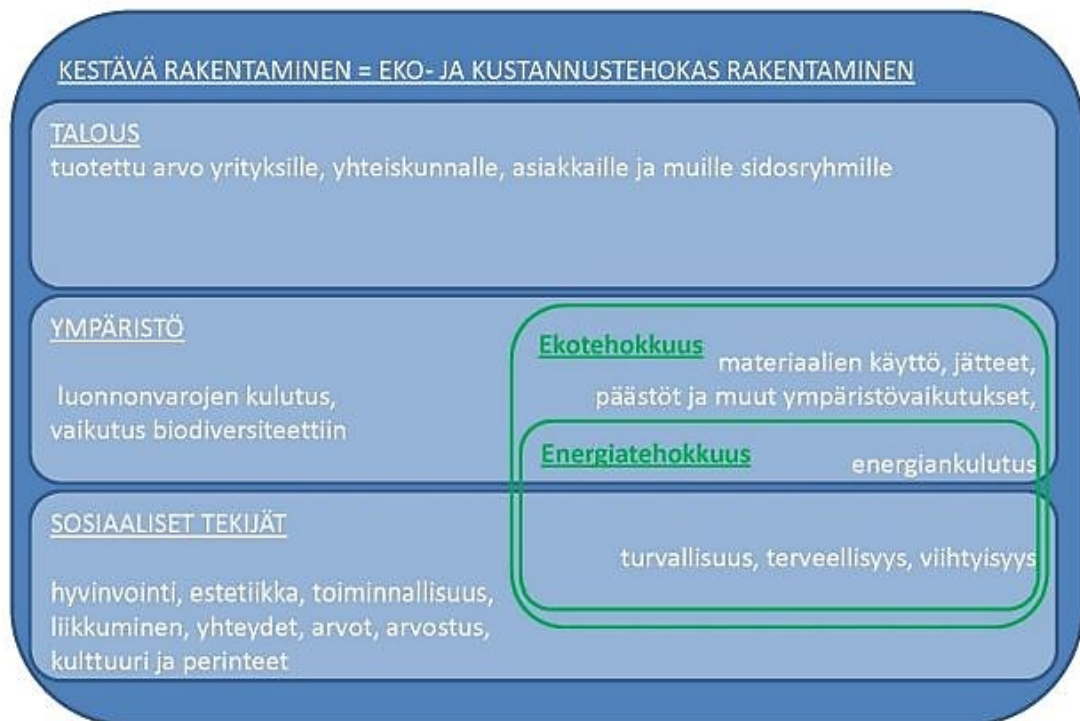 KESTÄVÄ RAKENTAMINEN = EKO- JA KUSTANNUSTEHOKAS RAKENTAMINEN
TALOUS
tuotettu arvo yrityksille, yhteiskunnalle, asiakkaille ja muille sidosryhmille
YMPÄRISTÖ
luonnonvarojen kulutus,
vaikutus biodiversiteettiin
Ekotehokkuus
materiaalien käyttö, jätteet,
päästöt ja muut ympäristövaikutukset,
Energiatehokkuus
energiankulutus
SOSIAALISET TEKIJÄT
hyvinvointi, estetiikka, toiminnallisuus,
liikkuminen, yhteydet, arvot, arvostus,
kulttuuri ja perinteet
turvallisuus, terveellisyys, viihtyisyys